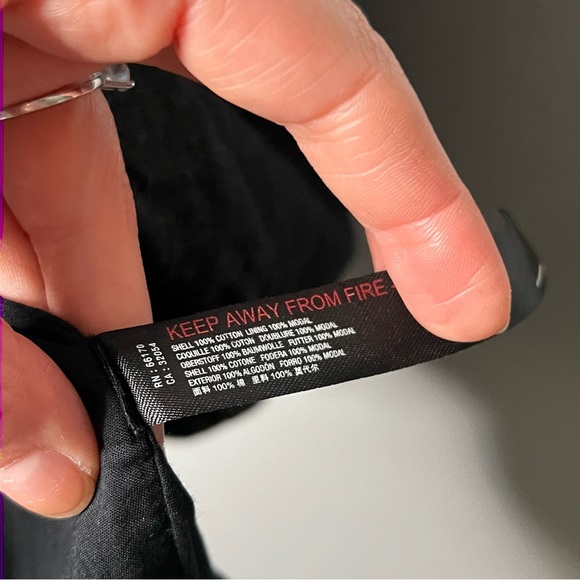 KEEP AWAY FROM FIRE
SHELL 100% COTTON LINING 100% MODAL
COQUILLE 100% COTON DOUBLURE 100% MODAL
OBERSTOFF 100% BAUMWOLLE FUTTER 100% MODAL
SHELL 100% COTONE FODERA 100% MODAL
EXTERIOR 100% ALGODÓN FORRO 100% MODAL
面料 100% 棉 里料 100% 莫代尔
RN : 66170
CA : 32054